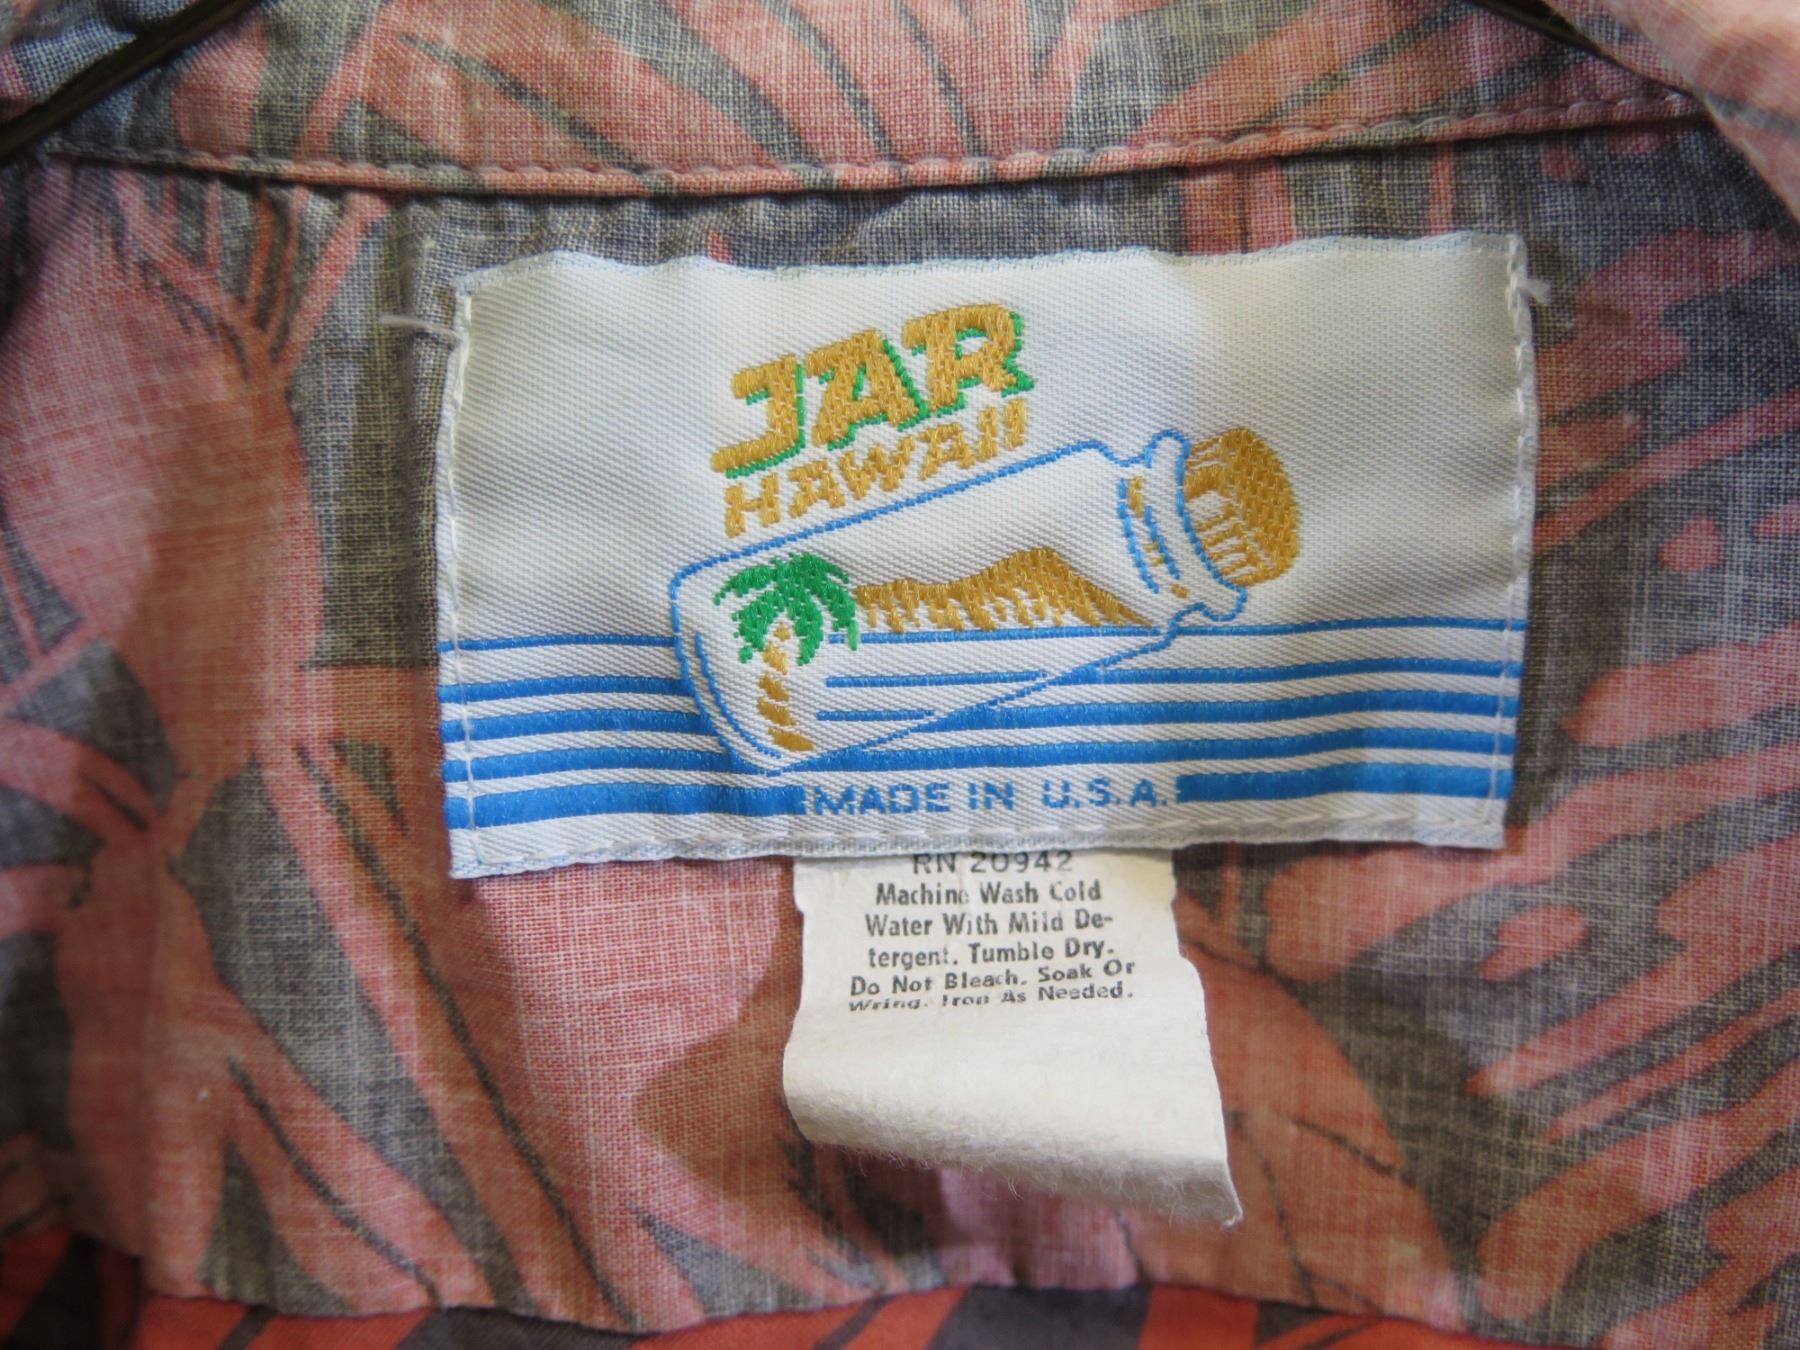 JAR
HAWAII
MADE IN U.S.A.
RN 20942
Machine Wash Cold
Water With Mild De-
tergent. Tumble Dry.
Do Not Bleach. Soak Or
Wring. Iron As Needed.